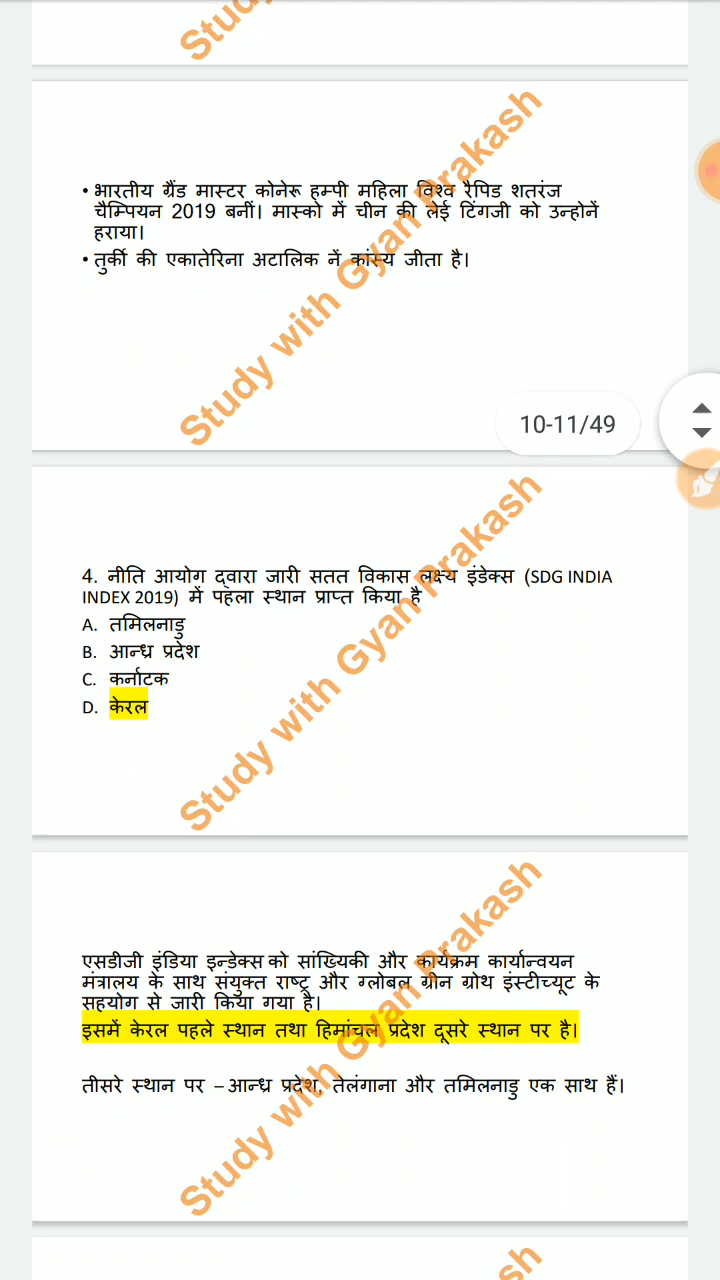 Study
• भारतीय ग्रैंड मास्टर कोनेरू हम्पी महिला विश्व रैपिड शतरंज
चैम्पियन 2019 बनीं। मास्को में चीन की लेई टिंगजी को उन्होनें
हराया।
• तुर्की की एकातेरिना अटालिक नें कांस्य जीता है।
Study with Gyan Prakash
10-11/49
4. नीति आयोग द्वारा जारी सतत विकास लक्ष्य इंडेक्स (SDG INDIA
INDEX 2019) में पहला स्थान प्राप्त किया है
A. तमिलनाडु
B. आन्ध्र प्रदेश
C. कर्नाटक
D. केरल
Study with Gyan Prakash
एसडीजी इंडिया इन्डेक्स को सांख्यिकी और कार्यक्रम कार्यान्वयन
मंत्रालय के साथ संयुक्त राष्ट्र और ग्लोबल ग्रीन ग्रोथ इंस्टीच्यूट के
सहयोग से जारी किया गया है।
इसमें केरल पहले स्थान तथा हिमांचल प्रदेश दूसरे स्थान पर है।
तीसरे स्थान पर – आन्ध्र प्रदेश, तेलंगाना और तमिलनाडु एक साथ हैं।
Study with Gyan Prakash
sh